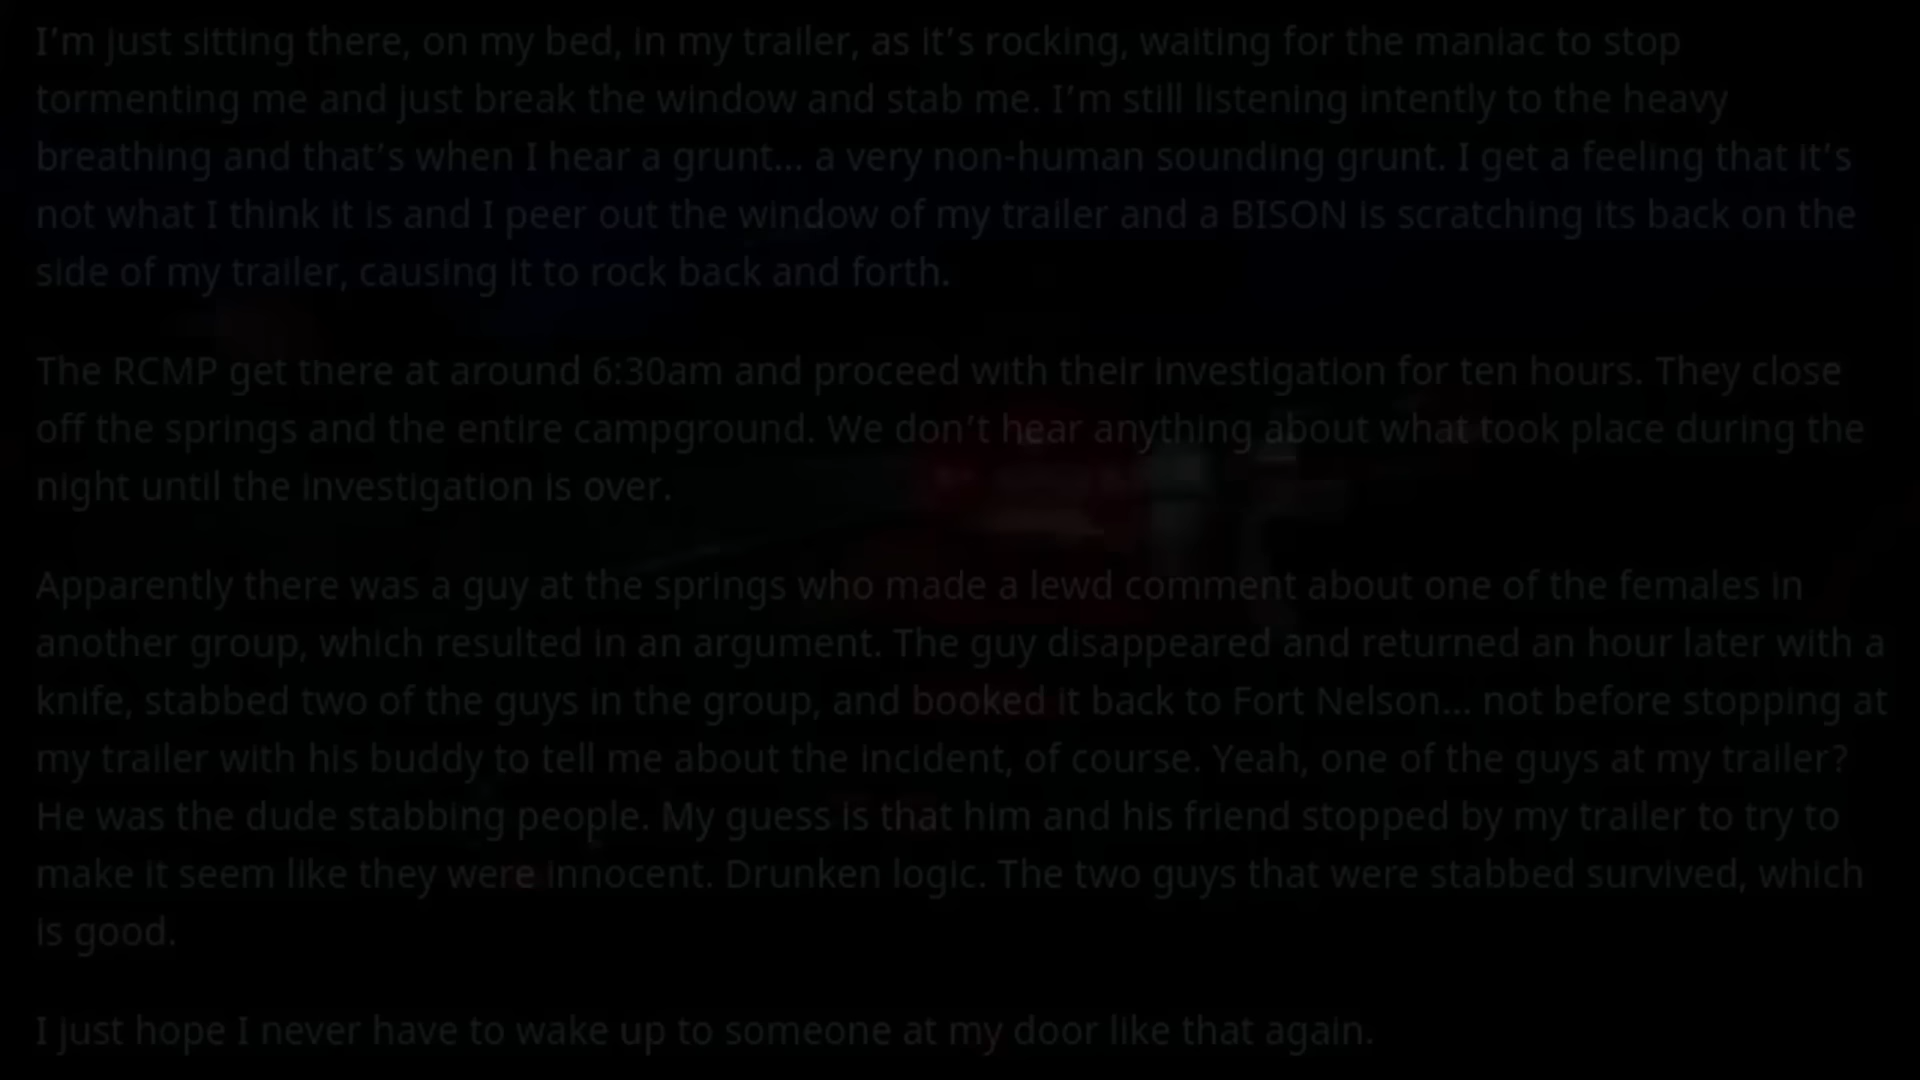 I’m just sitting there, on my bed, in my trailer, as it’s rocking, waiting for the maniac to stop
tormenting me and just break the window and stab me. I’m still listening intently to the heavy
breathing and that’s when I hear a grunt... a very non-human sounding grunt. I get a feeling that it’s
not what I think it is and I peer out the window of my trailer and a BISON is scratching its back on the
side of my trailer, causing it to rock back and forth.
The RCMP get there at around 6:30am and proceed with their investigation for ten hours. They close
off the springs and the entire campground. We don’t hear anything about what took place during the
night until the investigation is over.
Apparently there was a guy at the springs who made a lewd comment about one of the females in
another group, which resulted in an argument. The guy disappeared and returned an hour later with a
knife, stabbed two of the guys in the group, and booked it back to Fort Nelson... not before stopping at
my trailer with his buddy to tell me about the incident, of course. Yeah, one of the guys at my trailer?
He was the dude stabbing people. My guess is that him and his friend stopped by my trailer to try to
make it seem like they were innocent. Drunken logic. The two guys that were stabbed survived, which
is good.
I just hope I never have to wake up to someone at my door like that again.